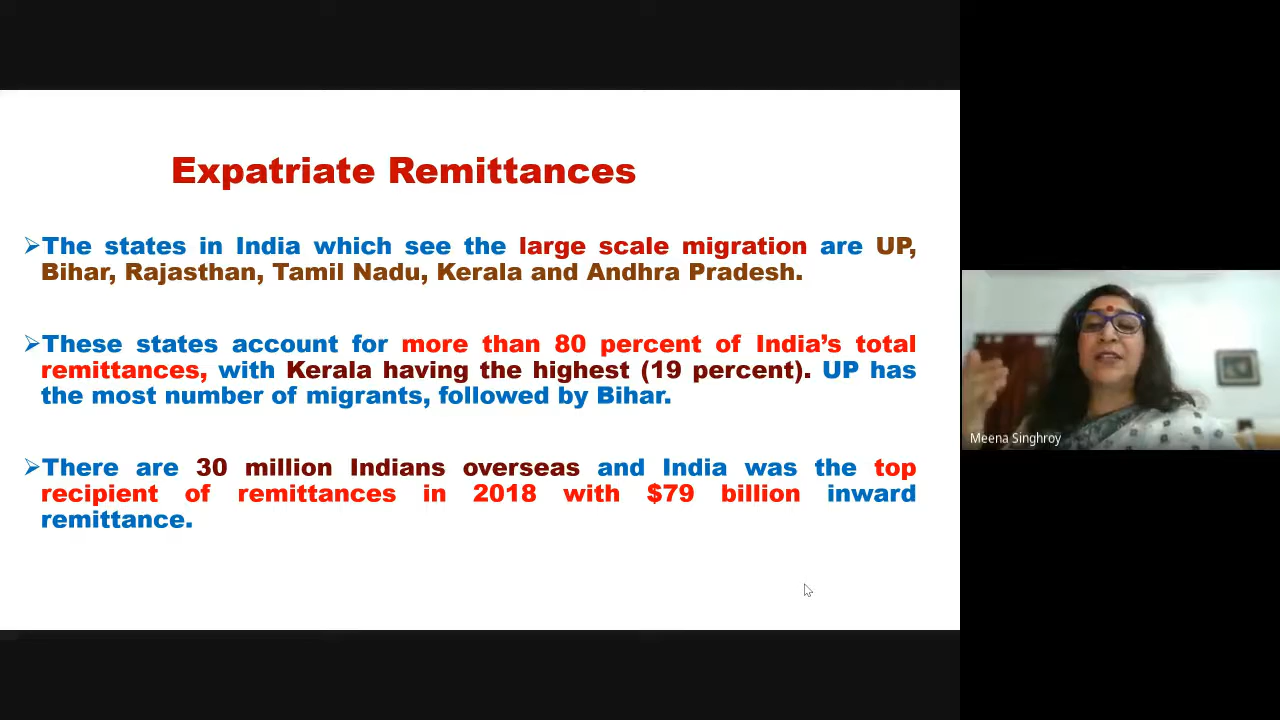 Expatriate Remittances
➢The states in India which see the large scale migration are UP,
Bihar, Rajasthan, Tamil Nadu, Kerala and Andhra Pradesh.
➢These states account for more than 80 percent of India’s total
remittances, with Kerala having the highest (19 percent). UP has
the most number of migrants, followed by Bihar.
➢There are 30 million Indians overseas and India was the top
recipient of remittances in 2018 with $79 billion inward
remittance.
Meena Singhroy